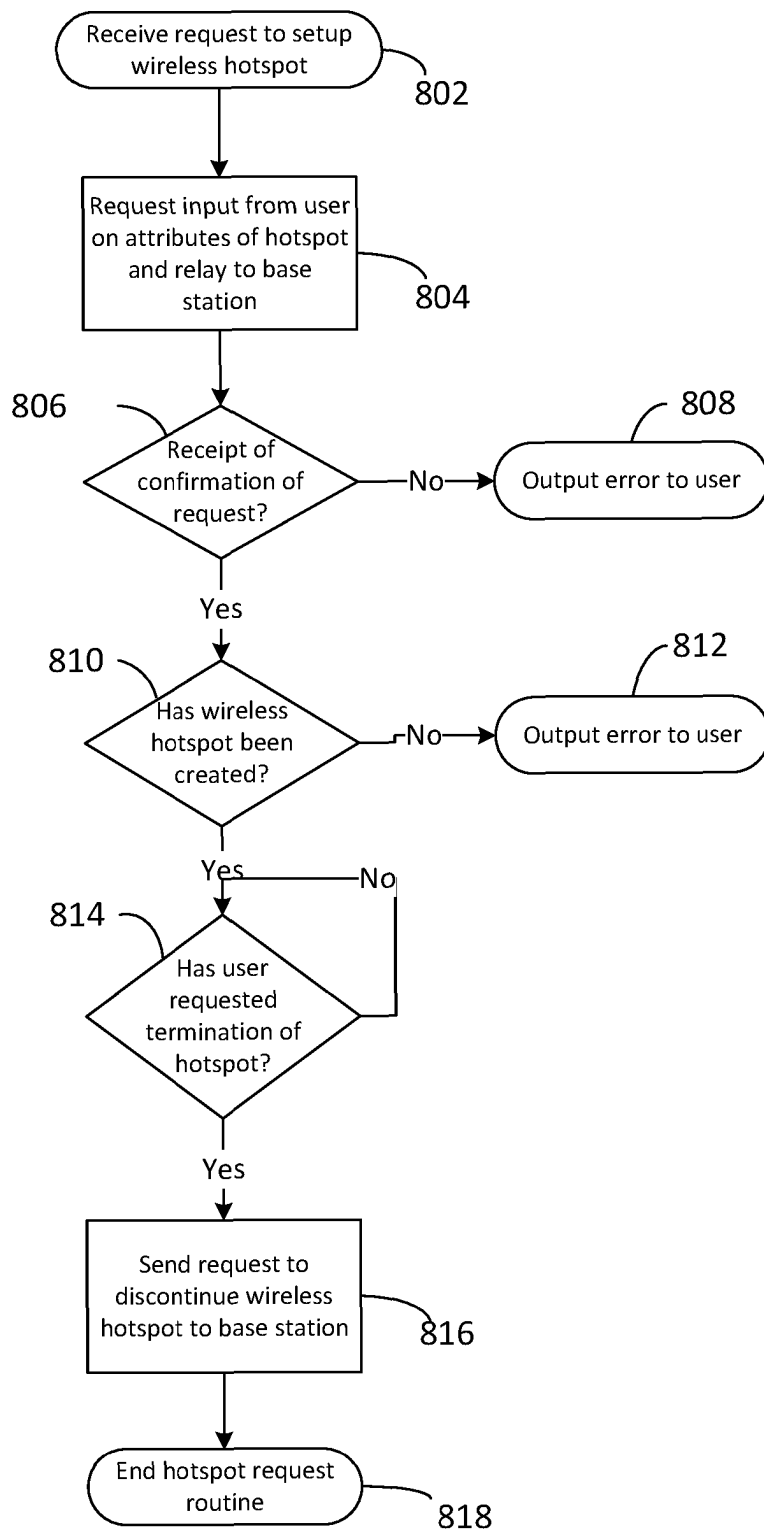 Receive request to setup
wireless hotspot
802
Request input from user
on attributes of hotspot
and relay to base
station
804
806
Receipt of
confirmation of
request?
No
808
Output error to user
Yes
810
Has wireless
hotspot been
created?
No
812
Output error to user
Yes
No
814
Has user
requested
termination of
hotspot?
Yes
Send request to
discontinue wireless
hotspot to base station
816
End hotspot request
routine
818